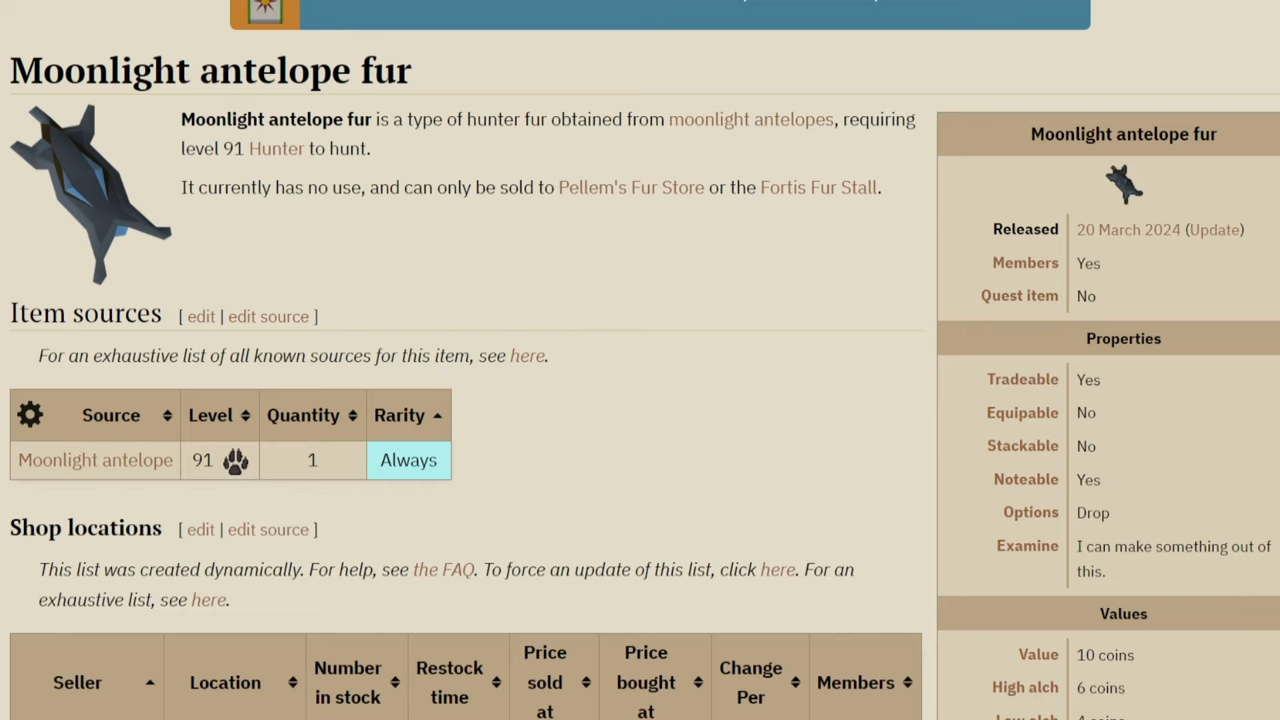 Moonlight antelope fur
Moonlight antelope fur is a type of hunter fur obtained from moonlight antelopes, requiring
level 91 Hunter to hunt.
It currently has no use, and can only be sold to Pellem's Fur Store or the Fortis Fur Stall.
Item sources [ edit | edit source ]
For an exhaustive list of all known sources for this item, see here.
Source Level Quantity Rarity
Moonlight antelope 91 1 Always
Shop locations [ edit | edit source ]
This list was created dynamically. For help, see the FAQ. To force an update of this list, click here. For an
exhaustive list, see here.
Seller Location Number in stock Restock time Price sold at Price bought at Change Per Members
Moonlight antelope fur
Released 20 March 2024 (Update)
Members Yes
Quest item No
Properties
Tradeable Yes
Equipable No
Stackable No
Noteable Yes
Options Drop
Examine I can make something out of
this.
Values
Value 10 coins
High alch 6 coins